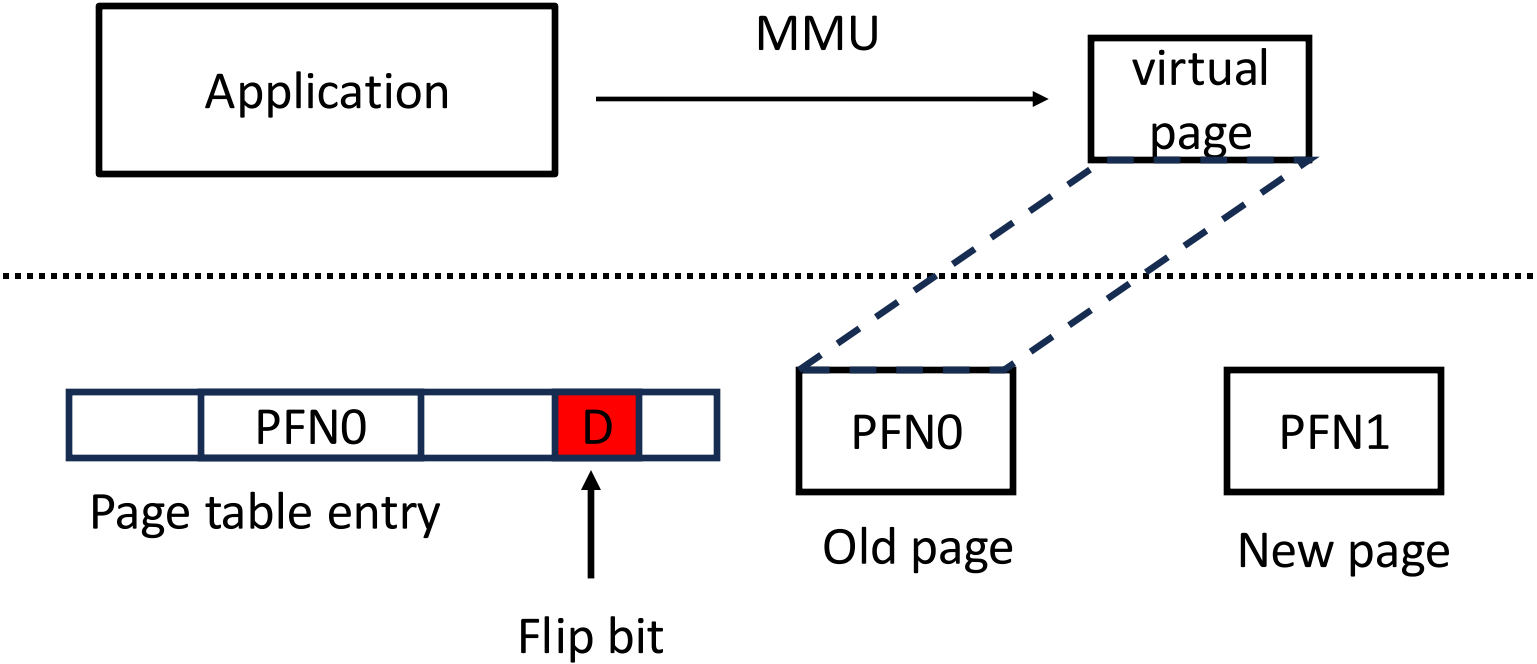 Application
MMU
virtual
page
PFN0
D
Page table entry
Flip bit
PFN0
Old page
PFN1
New page